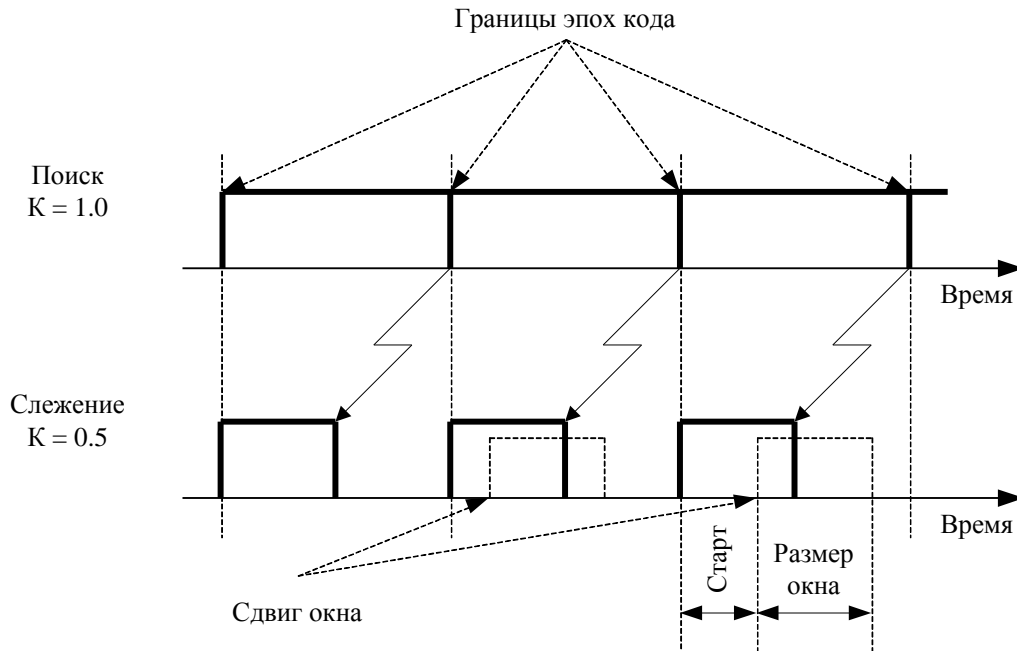 Границы эпох кода
Поиск
К = 1.0
Время
Слежение
К = 0.5
Время
Старт
Размер
окна
Сдвиг окна